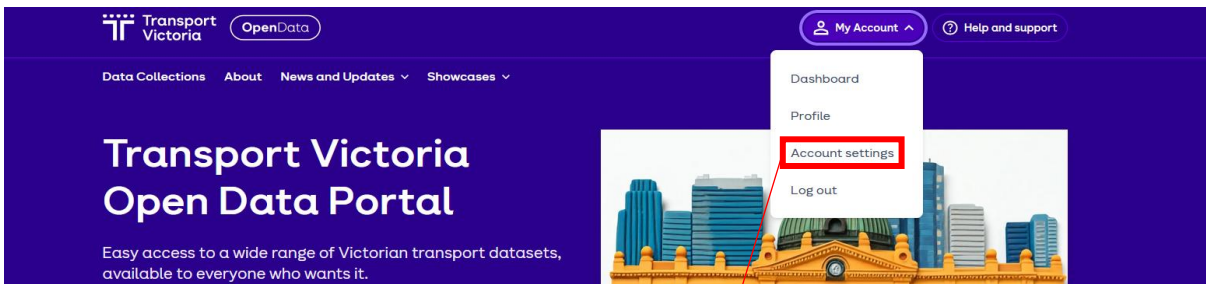 Transport
Victoria
OpenData
My Account
Help and support
Data Collections About News and Updates Showcases
Dashboard
Profile
Account settings
Log out
Transport Victoria
Open Data Portal
Easy access to a wide range of Victorian transport datasets,
available to everyone who wants it.